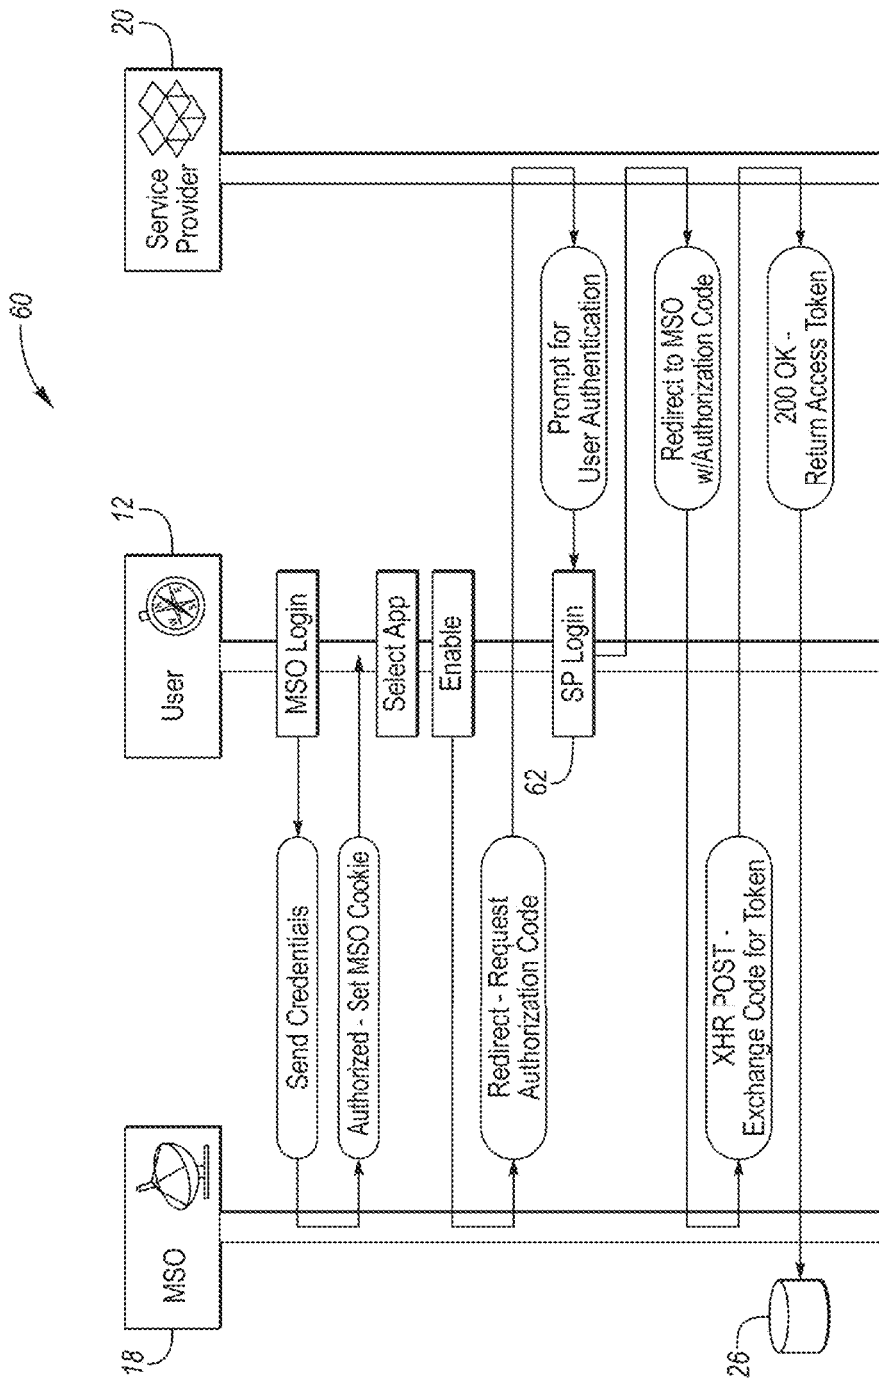 60
18
MSO
12
User
20
Service
Provider
MSO Login
Send Credentials
Authorized - Set MSO Cookie
Select App
Enable
Redirect - Request
Authorization Code
Prompt for
User Authentication
62
SP Login
Redirect to MSO
w/Authorization Code
XHR POST -
Exchange Code for Token
200 OK -
Return Access Token
26